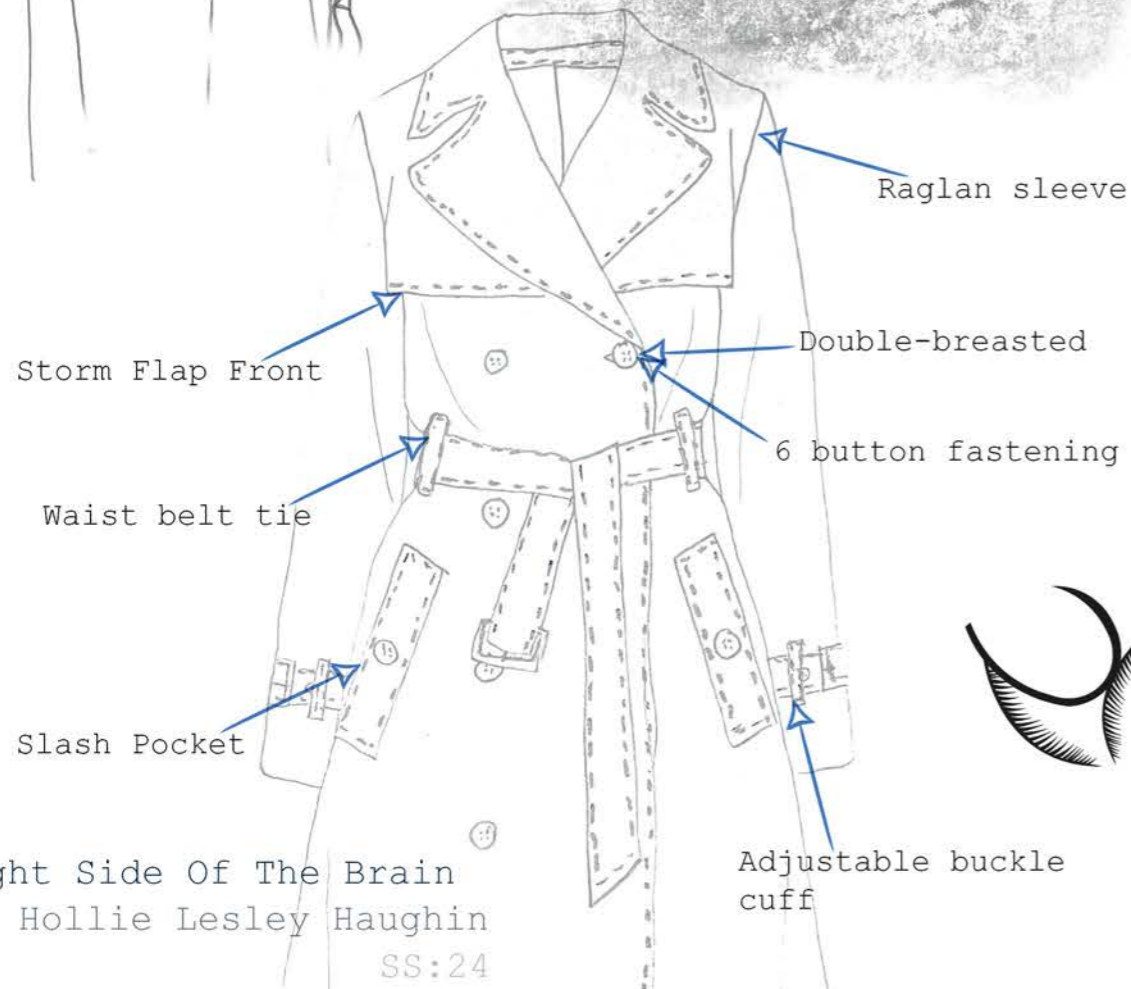 Raglan sleeve
Double-breasted
Storm Flap Front
6 button fastening
Waist belt tie
Slash Pocket
Adjustable buckle
cuff
Side Of The Brain
Hollie Lesley Haughin
SS:24